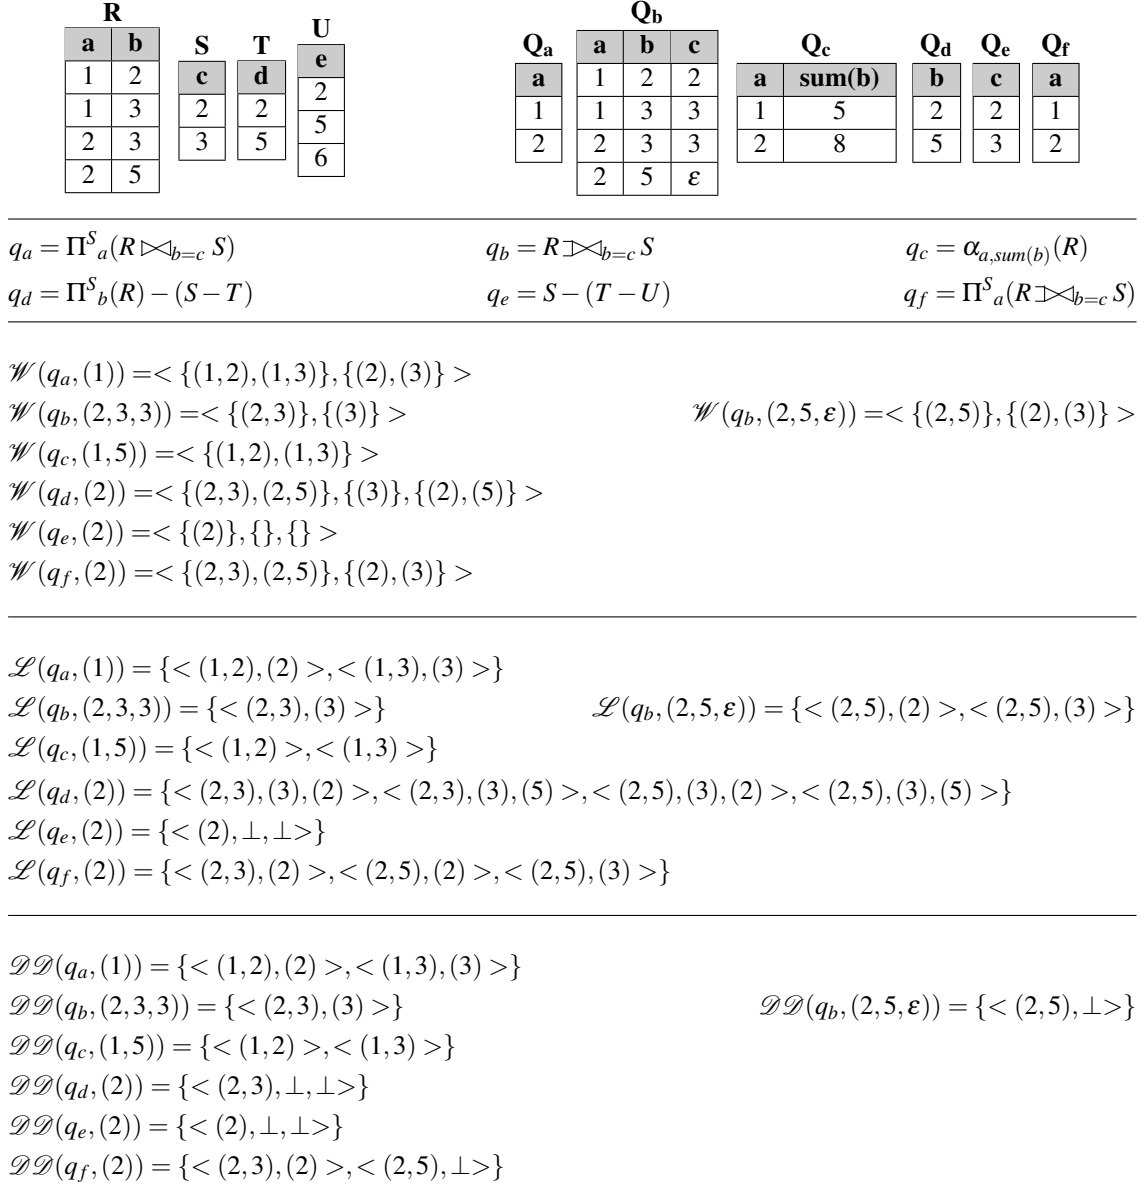 R
a b
1 2
1 3
2 3
2 5
S
c
2
3
T
d
2
5
U
e
2
5
6
Qa
a
1
2
Qb
a b c
1 2 2
1 3 3
2 3 3
2 5 ε
Qc
a sum(b)
1 5
2 8
Qd
b
2
5
Qe
c
2
3
Qf
a
1
2
q_a = Π^S_a(R ⋈_{b=c} S) q_b = R ⟕_{b=c} S q_c = α_{a,sum(b)}(R)
q_d = Π^S_b(R) − (S − T) q_e = S − (T − U) q_f = Π^S_a(R ⟕_{b=c} S)
𝒲(q_a,(1)) =< {(1,2),(1,3)},{(2),(3)} >
𝒲(q_b,(2,3,3)) =< {(2,3)},{(3)} > 𝒲(q_b,(2,5,ε)) =< {(2,5)},{(2),(3)} >
𝒲(q_c,(1,5)) =< {(1,2),(1,3)} >
𝒲(q_d,(2)) =< {(2,3),(2,5)},{(3)},{(2),(5)} >
𝒲(q_e,(2)) =< {(2)},{},{} >
𝒲(q_f,(2)) =< {(2,3),(2,5)},{(2),(3)} >
ℒ(q_a,(1)) = {< (1,2),(2) >,< (1,3),(3) >}
ℒ(q_b,(2,3,3)) = {< (2,3),(3) >} ℒ(q_b,(2,5,ε)) = {< (2,5),(2) >,< (2,5),(3) >}
ℒ(q_c,(1,5)) = {< (1,2) >,< (1,3) >}
ℒ(q_d,(2)) = {< (2,3),(3),(2) >,< (2,3),(3),(5) >,< (2,5),(3),(2) >,< (2,5),(3),(5) >}
ℒ(q_e,(2)) = {< (2),⊥,⊥>}
ℒ(q_f,(2)) = {< (2,3),(2) >,< (2,5),(2) >,< (2,5),(3) >}
𝒟𝒟(q_a,(1)) = {< (1,2),(2) >,< (1,3),(3) >}
𝒟𝒟(q_b,(2,3,3)) = {< (2,3),(3) >} 𝒟𝒟(q_b,(2,5,ε)) = {< (2,5),⊥>}
𝒟𝒟(q_c,(1,5)) = {< (1,2) >,< (1,3) >}
𝒟𝒟(q_d,(2)) = {< (2,3),⊥,⊥>}
𝒟𝒟(q_e,(2)) = {< (2),⊥,⊥>}
𝒟𝒟(q_f,(2)) = {< (2,3),(2) >,< (2,5),⊥>}